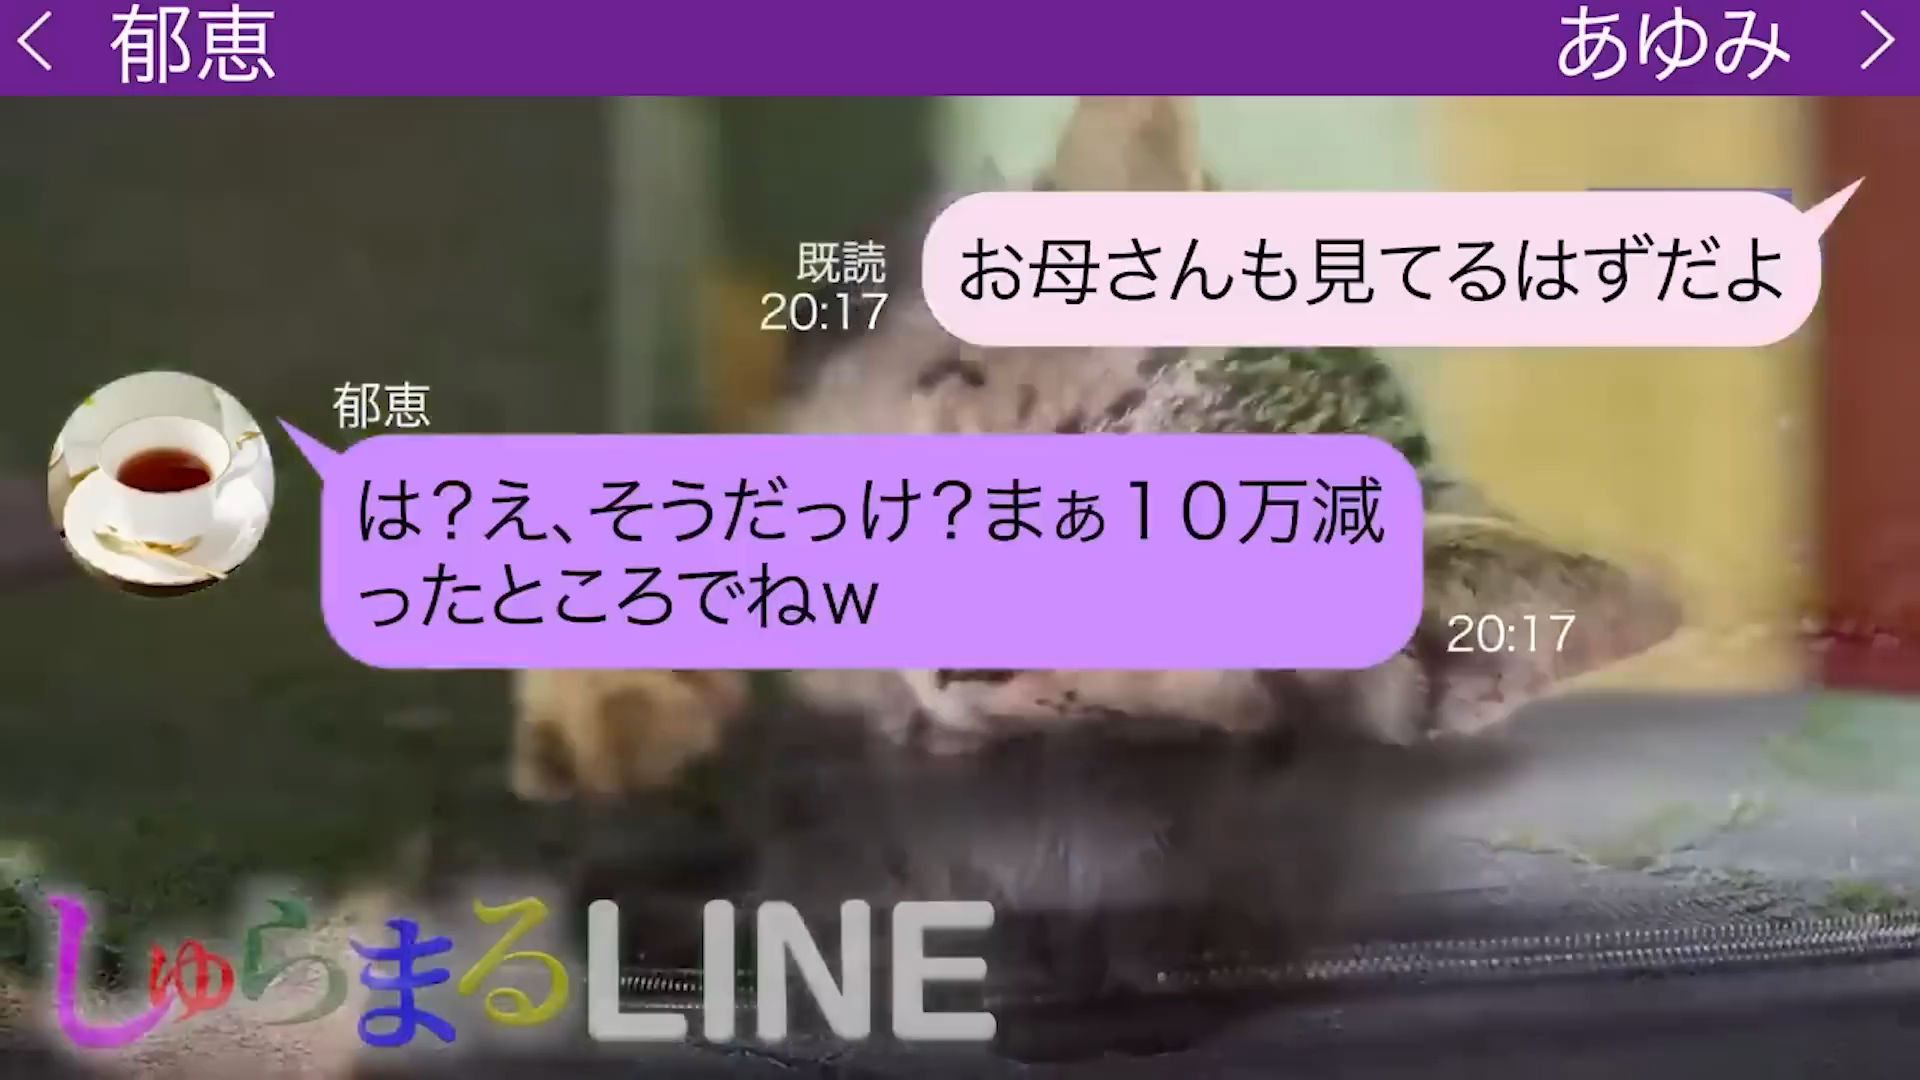 郁恵
あゆみ
お母さんも見てるはずだよ
既読
20:17
郁恵
は？え、そうだっけ？まぁ１０万減
ったところでねｗ
20:17
しゅらまるLINE